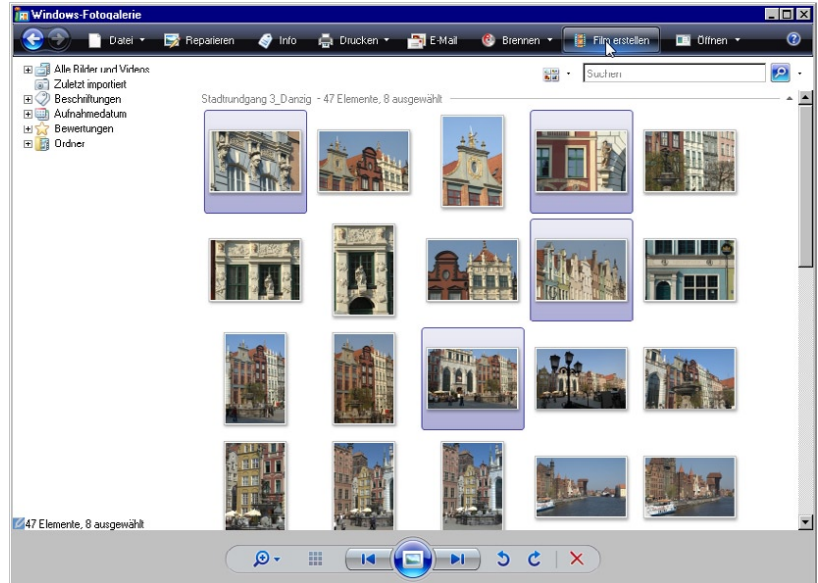 Windows-Fotogalerie
Datei Reparieren Info Drucken E-Mail Brennen Film erstellen Öffnen
Suchen
Alle Bilder und Videos
Zuletzt importiert
Beschriftungen
Aufnahmedatum
Bewertungen
Ordner
Stadtrundgang 3_Danzig - 47 Elemente, 8 ausgewählt
47 Elemente, 8 ausgewählt